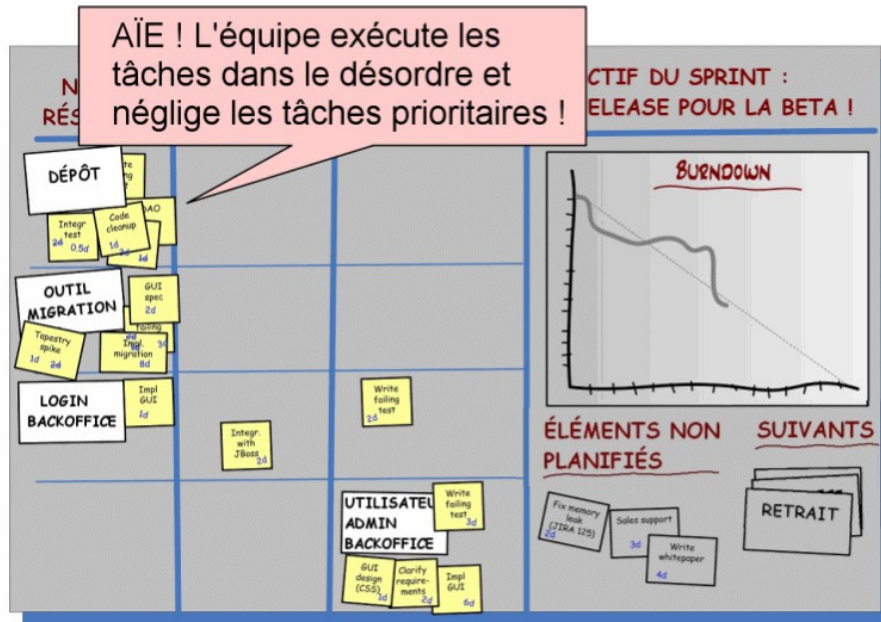 AÏE ! L'équipe exécute les
tâches dans le désordre et
néglige les tâches prioritaires !
N
RÉS
CTIF DU SPRINT :
ELEASE POUR LA BETA !
DÉPÔT
DAO
Integr
test
2d 0.5d
Code
cleanup
1d
2d
1d
OUTIL
MIGRATION
GUI
spec
2d
failing
Tapestry
spike
1d 2d
Impl.
migration
8d
LOGIN
BACKOFFICE
Impl
GUI
1d
Integr.
with
JBoss
2d
Write
failing
test
2d
UTILISATEU
ADMIN
BACKOFFICE
Write
failing
test
3d
GUI
design
(CSS)
1d
Clarify
require-
ments
2d
Impl
GUI
6d
BURNDOWN
ÉLÉMENTS NON
PLANIFIÉS
Fix memory
leak
(JIRA 125)
2d
Sales support
3d
Write
whitepaper
4d
SUIVANTS
RETRAIT